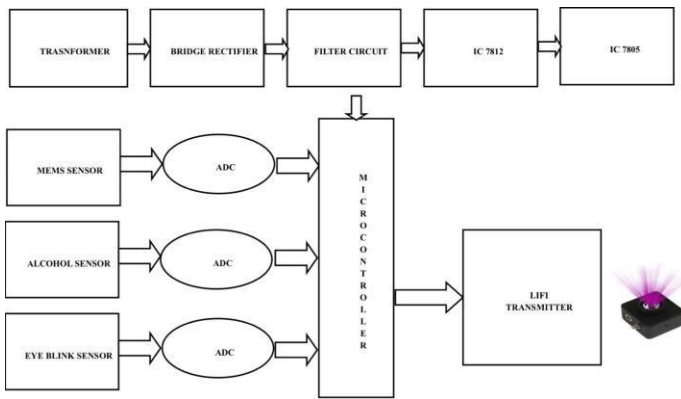 TRASNFORMER
BRIDGE RECTIFIER
FILTER CIRCUIT
IC 7812
IC 7805
MEMS SENSOR
ADC
ALCOHOL SENSOR
ADC
EYE BLINK SENSOR
ADC
M
I
C
R
O
C
O
N
T
R
O
L
L
E
R
LIFI
TRANSMITTER